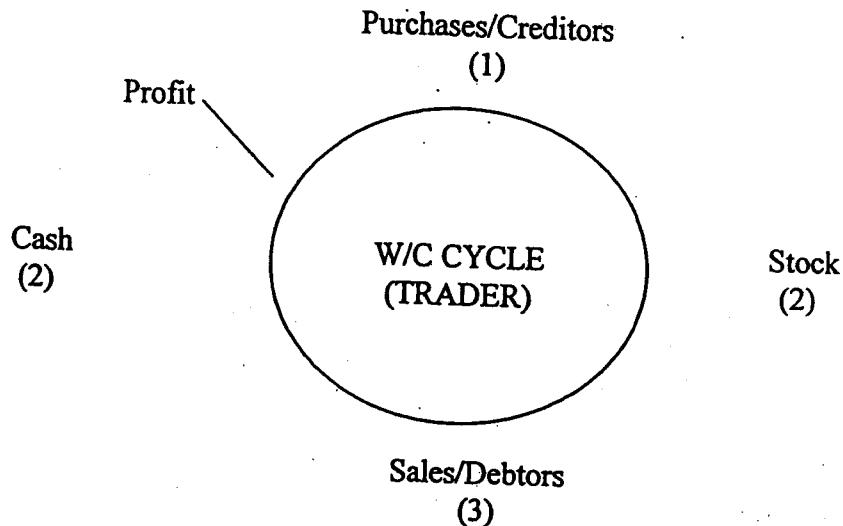 Purchases/Creditors
(1)
Profit
Cash
(2)
W/C CYCLE
(TRADER)
Stock
(2)
Sales/Debtors
(3)